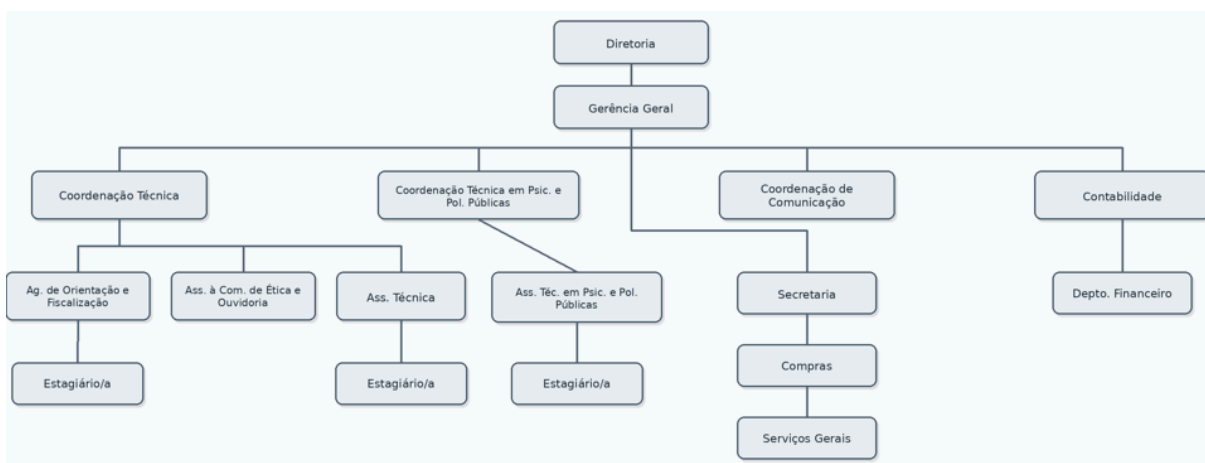 Diretoria
Gerência Geral
Coordenação Técnica
Coordenação Técnica em Psic. e
Pol. Públicas
Coordenação de
Comunicação
Contabilidade
Ag. de Orientação e
Fiscalização
Ass. à Com. de Ética e
Ouvidoria
Ass. Técnica
Ass. Téc. em Psic. e Pol.
Públicas
Secretaria
Depto. Financeiro
Estagiário/a
Estagiário/a
Estagiário/a
Compras
Serviços Gerais